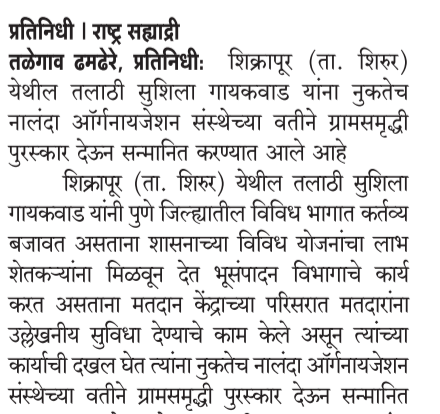 प्रतिनिधी । राष्ट्र सह्याद्री
तळेगाव ढमढेरे, प्रतिनिधी: शिक्रापूर (ता. शिरुर)
येथील तलाठी सुशिला गायकवाड यांना नुकतेच
नालंदा ऑर्गनायजेशन संस्थेच्या वतीने ग्रामसमृद्धी
पुरस्कार देऊन सन्मानित करण्यात आले आहे
शिक्रापूर (ता. शिरुर) येथील तलाठी सुशिला
गायकवाड यांनी पुणे जिल्ह्यातील विविध भागात कर्तव्य
बजावत असताना शासनाच्या विविध योजनांचा लाभ
शेतकऱ्यांना मिळवून देत भूसंपादन विभागाचे कार्य
करत असताना मतदान केंद्राच्या परिसरात मतदारांना
उल्लेखनीय सुविधा देण्याचे काम केले असून त्यांच्या
कार्याची दखल घेत त्यांना नुकतेच नालंदा ऑर्गनायजेशन
संस्थेच्या वतीने ग्रामसमृद्धी पुरस्कार देऊन सन्मानित